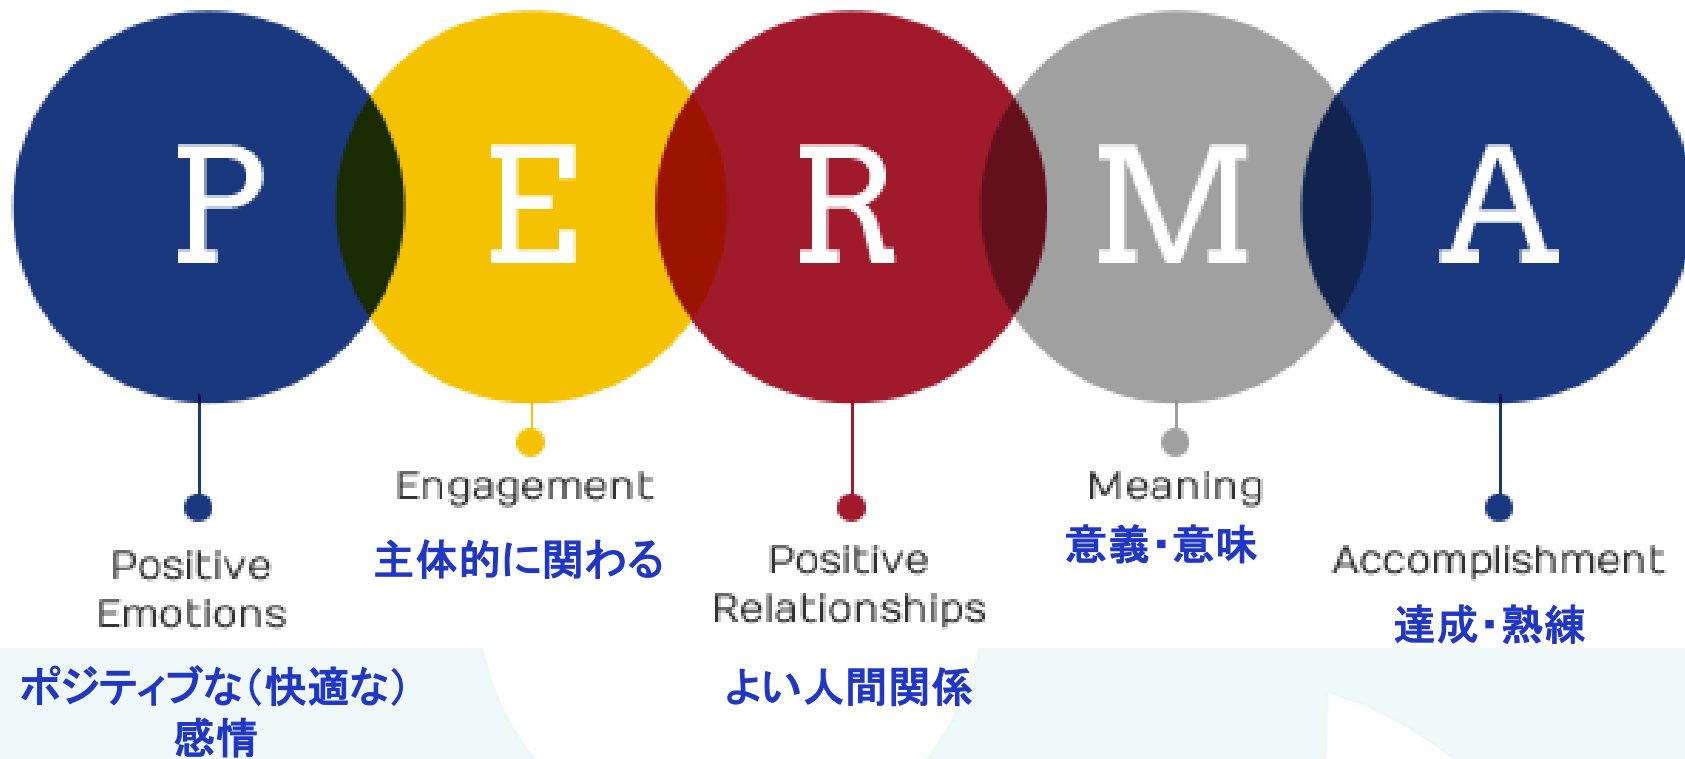 P
E
R
M
A
Positive
Emotions
ポジティブな（快適な）
感情
Engagement
主体的に関わる
Positive
Relationships
よい人間関係
Meaning
意義・意味
Accomplishment
達成・熟練